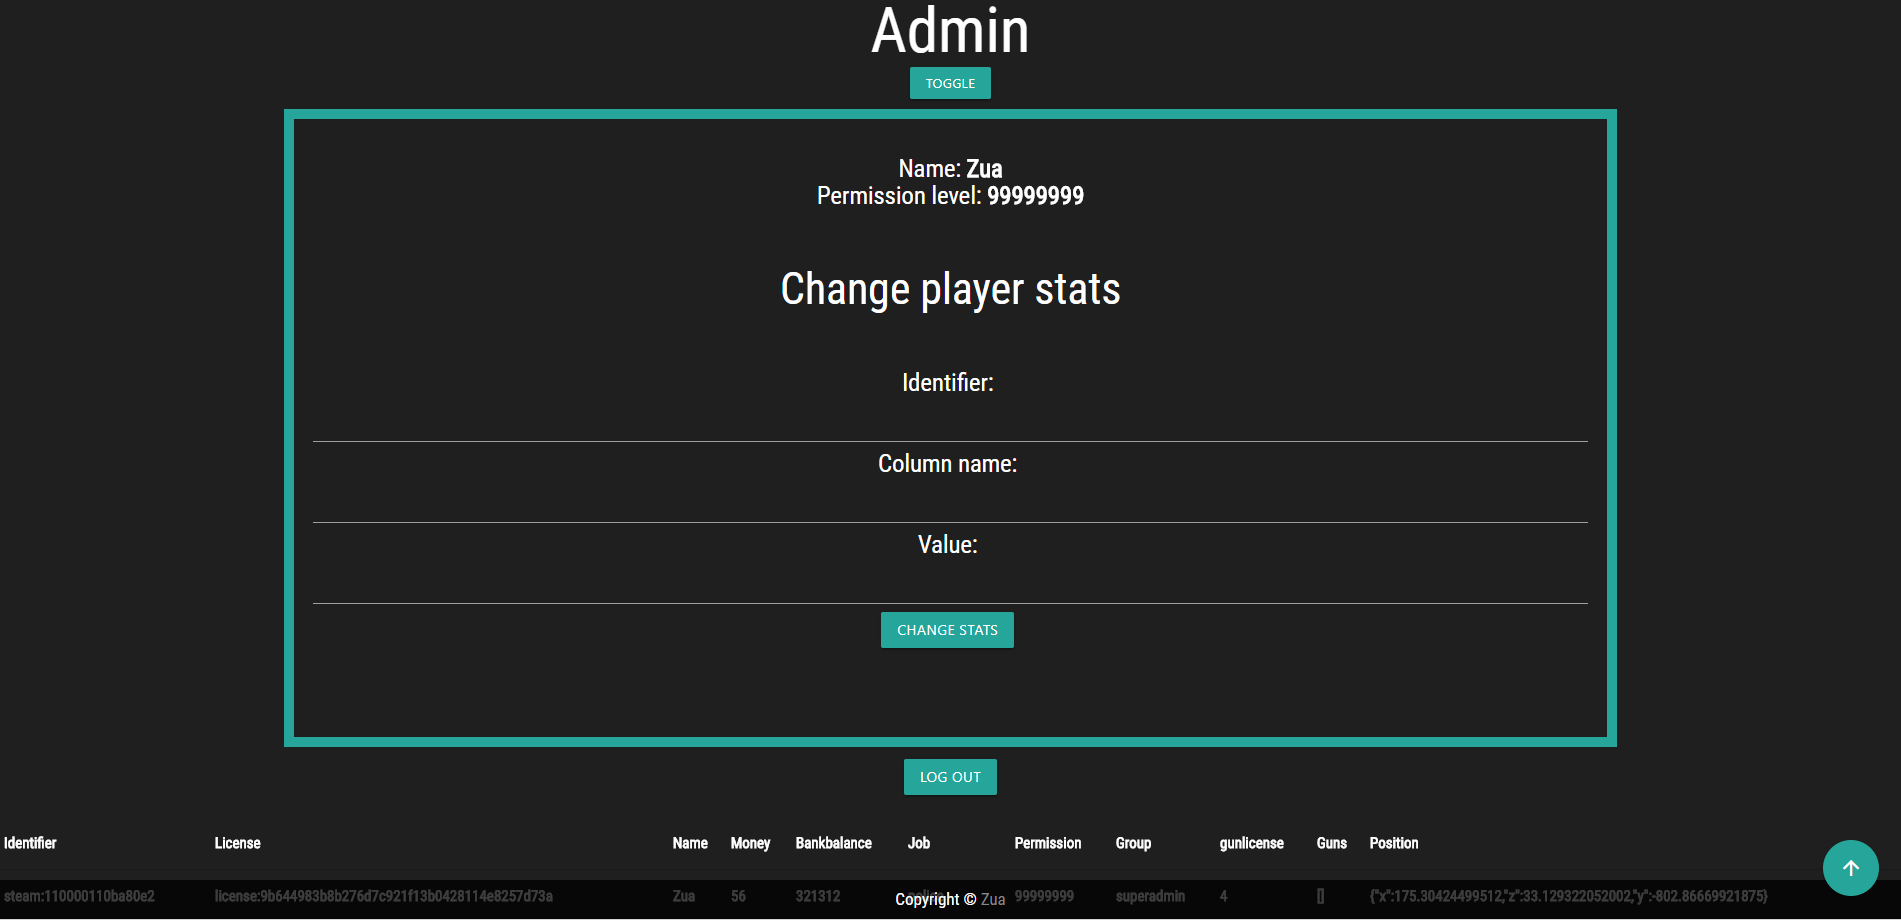 Admin
TOGGLE
Name: Zua
Permission level: 99999999
Change player stats
Identifier:
Column name:
Value:
CHANGE STATS
LOG OUT
Identifier License Name Money Bankbalance Job Permission Group gunlicense Guns Position
steam:110000110ba80e2 license:9b644983b8b276d7c921f13b0428114e8257d73a Zua 56 321312 99999999 superadmin 4 [] {"x":175.30424499512,"z":33.129322052002,"y":-802.86669921875}
Copyright © Zua